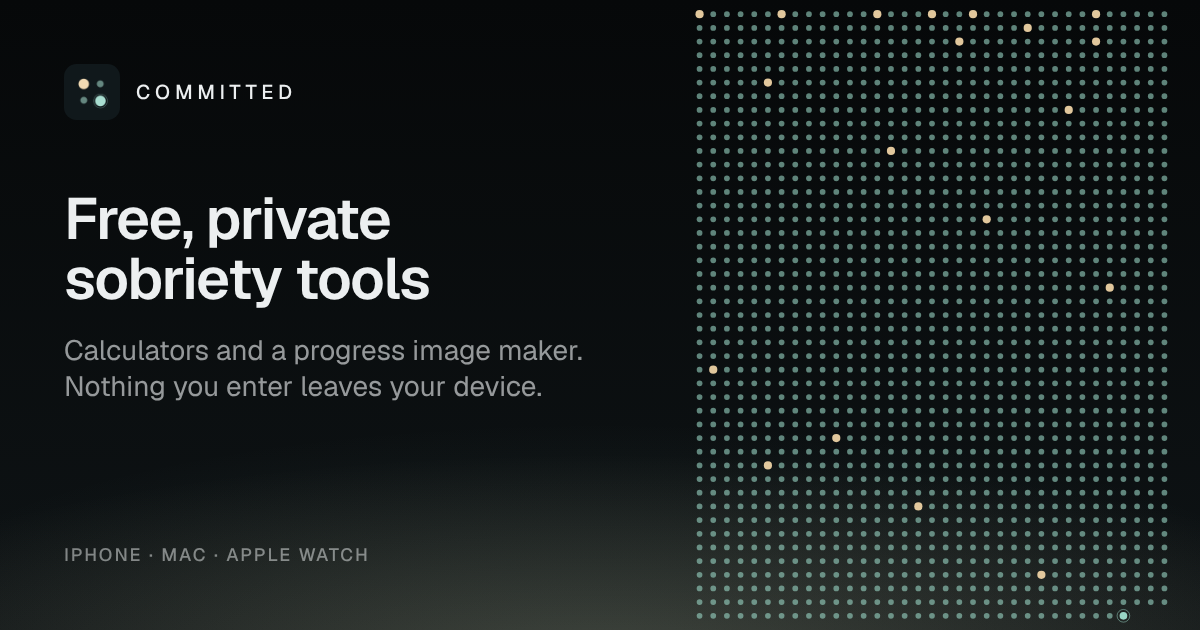 COMMITTED
Free, private
sobriety tools
Calculators and a progress image maker.
Nothing you enter leaves your device.
IPHONE · MAC · APPLE WATCH